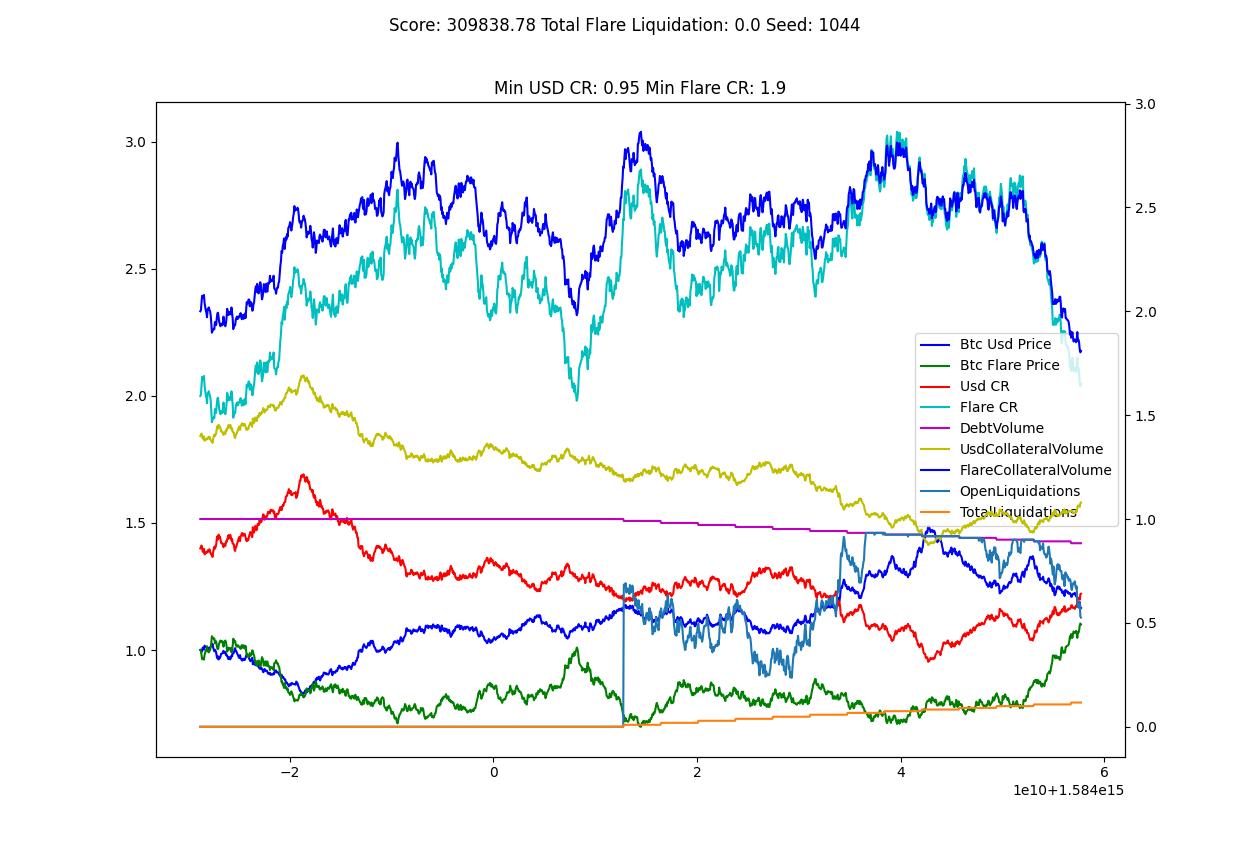 Score: 309838.78 Total Flare Liquidation: 0.0 Seed: 1044
Min USD CR: 0.95 Min Flare CR: 1.9
3.0
2.5
2.0
1.5
1.0
3.0
2.5
2.0
1.5
1.0
0.5
0.0
Btc Usd Price
Btc Flare Price
Usd CR
Flare CR
DebtVolume
UsdCollateralVolume
FlareCollateralVolume
OpenLiquidations
TotalLiquidations
−2
0
2
4
6
1e10+1.584e15